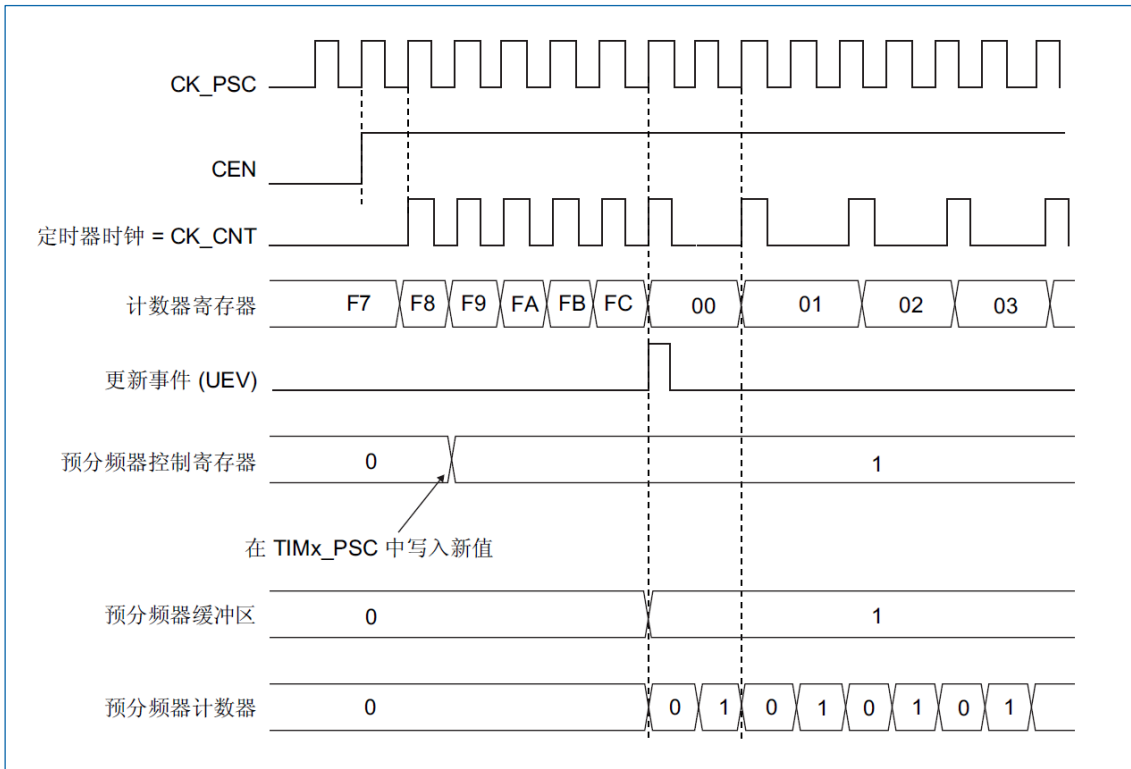 CK_PSC
CEN
定时器时钟 = CK_CNT
计数器寄存器 F7 F8 F9 FA FB FC 00 01 02 03
更新事件 (UEV)
预分频器控制寄存器 0 1
在 TIMx_PSC 中写入新值
预分频器缓冲区 0 1
预分频器计数器 0 0 1 0 1 0 1 0 1